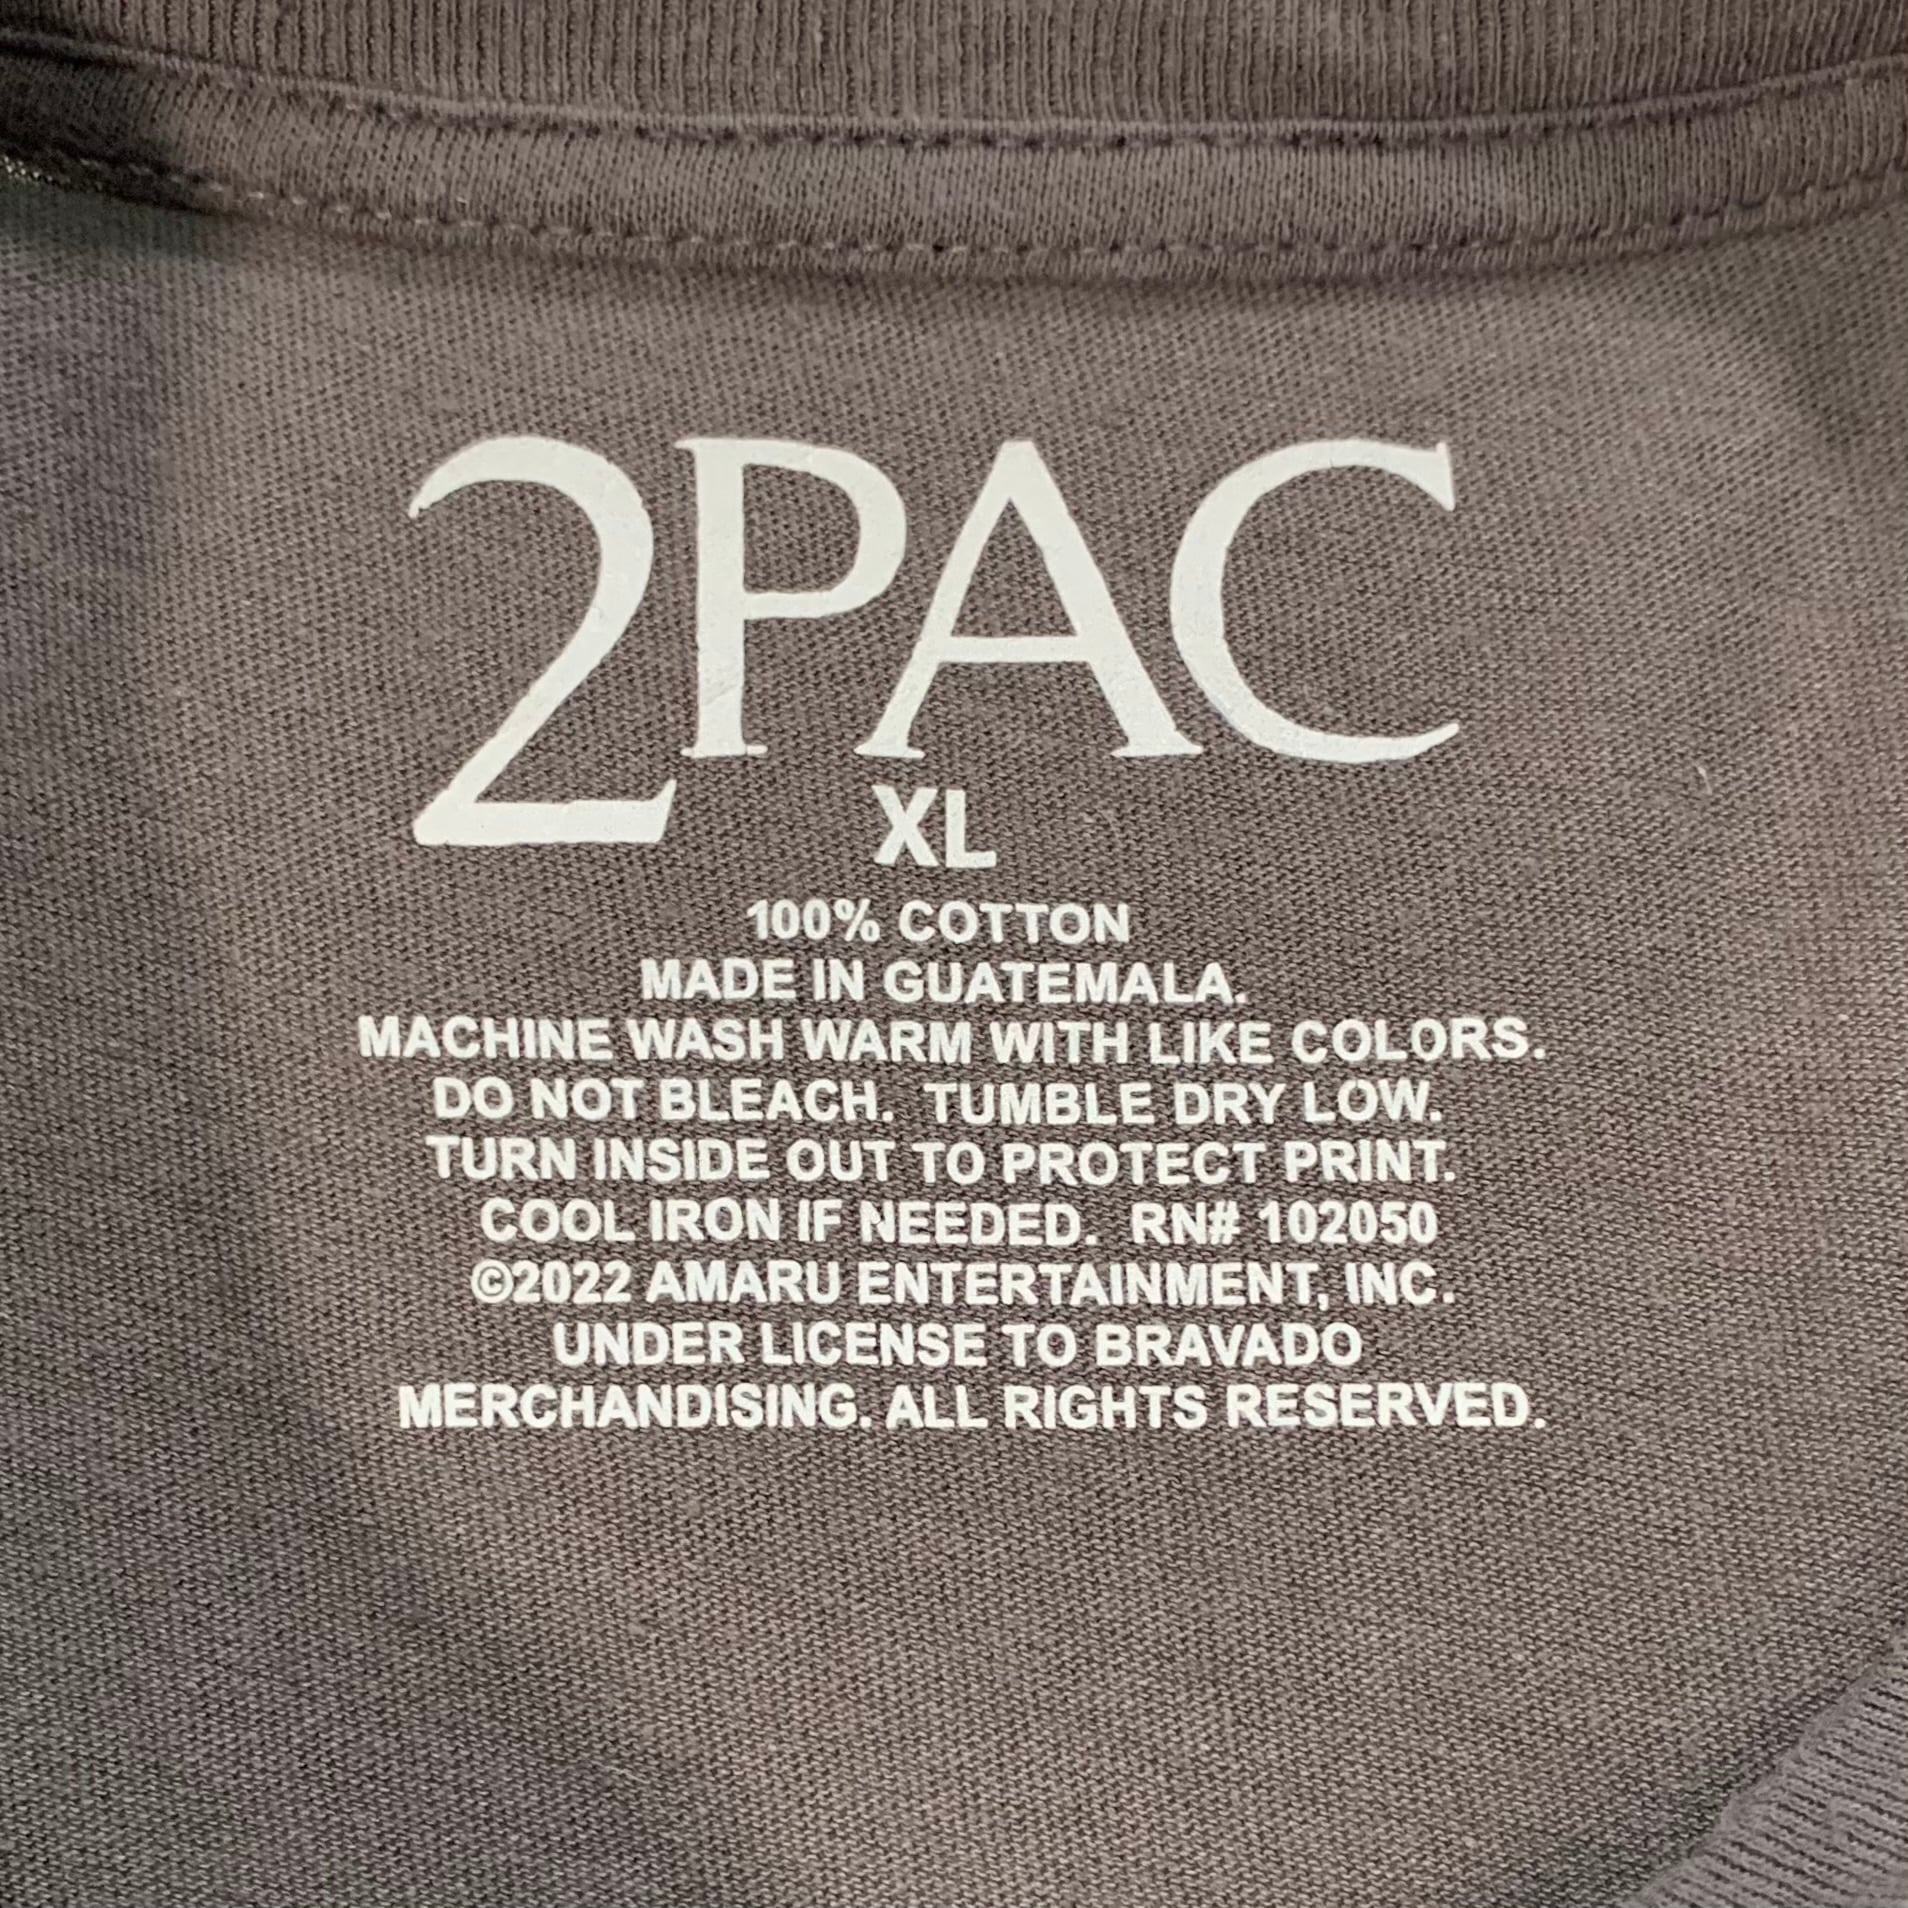 2PAC
XL
100% COTTON
MADE IN GUATEMALA.
MACHINE WASH WARM WITH LIKE COLORS.
DO NOT BLEACH. TUMBLE DRY LOW.
TURN INSIDE OUT TO PROTECT PRINT.
COOL IRON IF NEEDED. RN# 102050
©2022 AMARU ENTERTAINMENT, INC.
UNDER LICENSE TO BRAVADO
MERCHANDISING. ALL RIGHTS RESERVED.